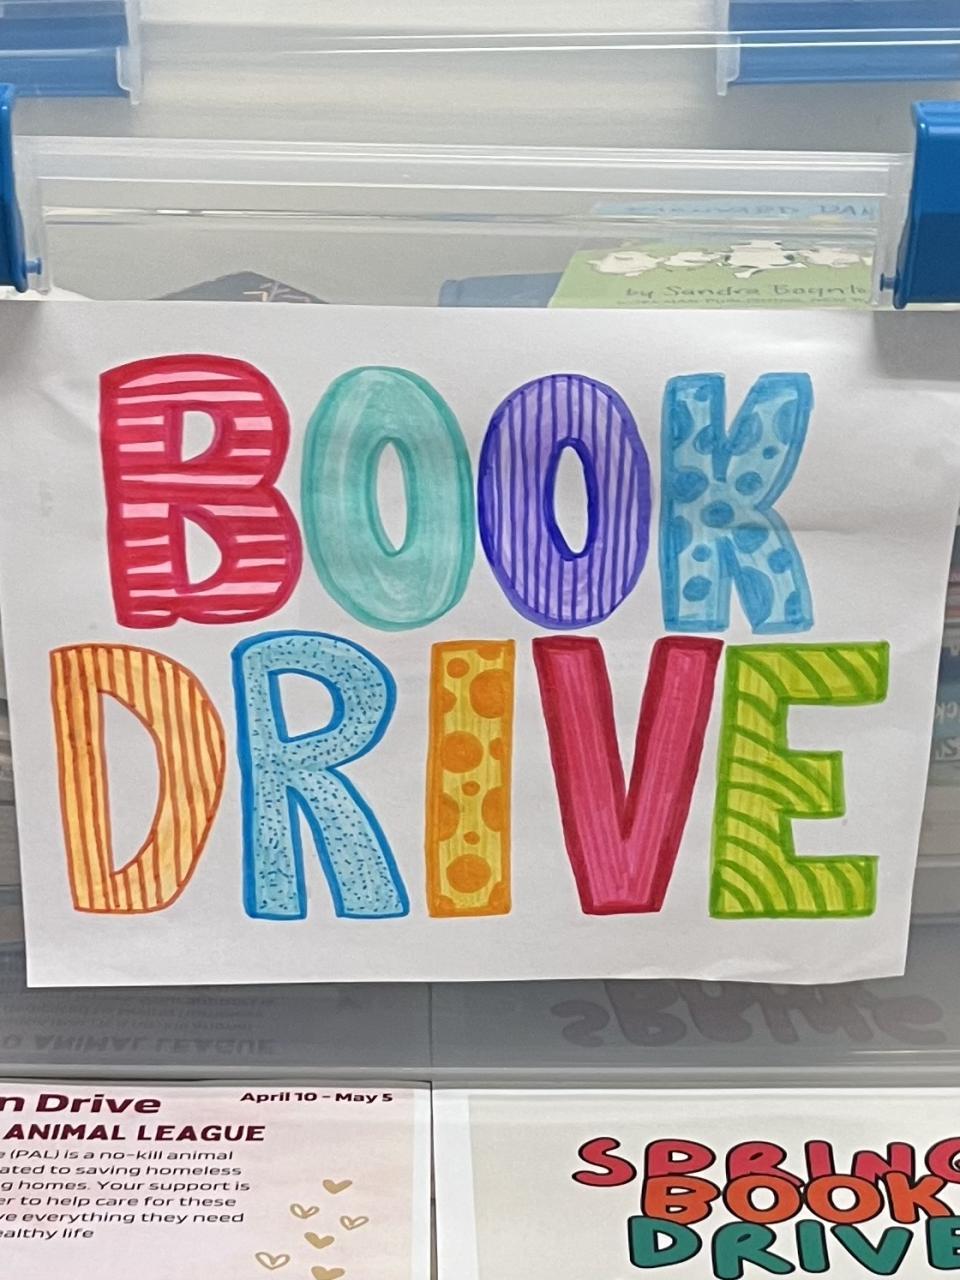 by Sandra Boynto
BOOK
DRIVE
n Drive
April 10 - May 5
ANIMAL LEAGUE
e (PAL) is a no-kill animal
ated to saving homeless
g homes. Your support is
er to help care for these
ve everything they need
ealthy life
SPRING
BOOK
DRIVE